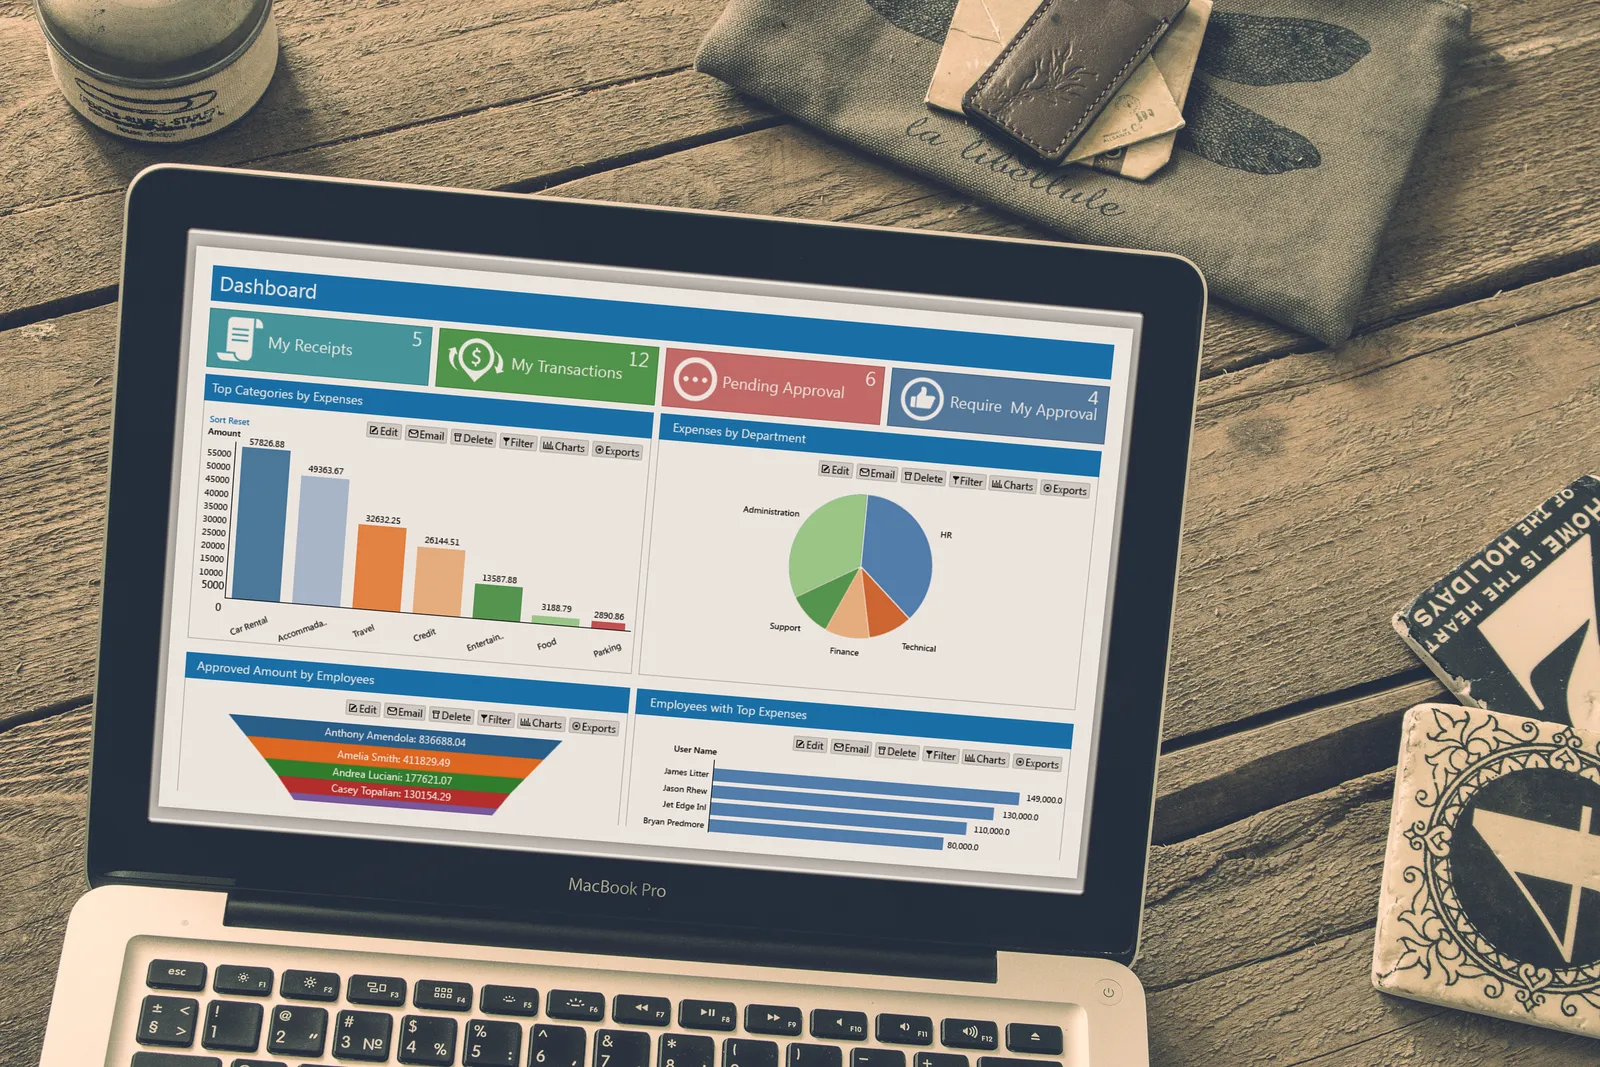 la libellule
Dashboard
My Receipts 5
My Transactions 12
Pending Approval 6
Require My Approval 4
Top Categories by Expenses
Sort Reset
Edit Email Delete Filter Charts Exports
Amount
57826.88
49363.67
32632.25
26144.51
13587.88
3188.79
2890.86
55000
50000
45000
40000
35000
30000
25000
20000
15000
10000
5000
0
Car Rental
Accommada..
Travel
Credit
Entertain..
Food
Parking
Expenses by Department
Edit Email Delete Filter Charts Exports
Administration
HR
Support
Finance
Technical
Approved Amount by Employees
Edit Email Delete Filter Charts Exports
Anthony Amendola: 836688.04
Amelia Smith: 411829.49
Andrea Luciani: 177621.07
Casey Topalian: 130154.29
Employees with Top Expenses
Edit Email Delete Filter Charts Exports
User Name
James Litter 149,000.0
Jason Rhew 130,000.0
Jet Edge Inl 110,000.0
Bryan Predmore 80,000.0
HOME IS THE HEART
OF THE HOLIDAYS
4
MacBook Pro
esc F1 F2 F3 F4 F5 F6 F7 F8 F9 F10 F11 F12
± § < >
! 1
@ 2 "
# 3 №
$ 4 %
% 5 :
^ 6 ,
& 7
* 8
(
)
–
+